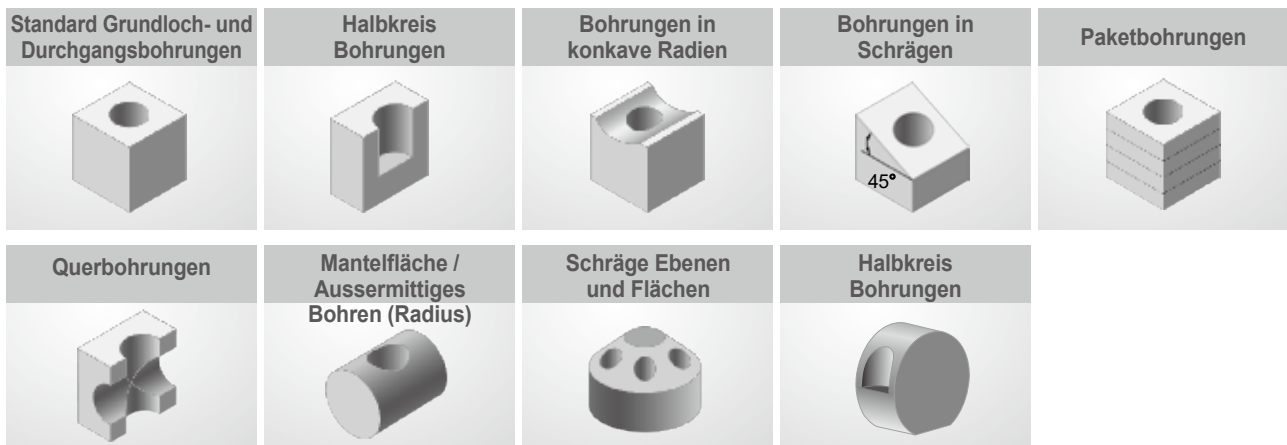 Standard Grundloch- und
Durchgangsbohrungen
Halbkreis
Bohrungen
Bohrungen in
konkave Radien
Bohrungen in
Schrägen
45°
Paketbohrungen
Querbohrungen
Mantelfläche /
Aussermittiges
Bohren (Radius)
Schräge Ebenen
und Flächen
Halbkreis
Bohrungen